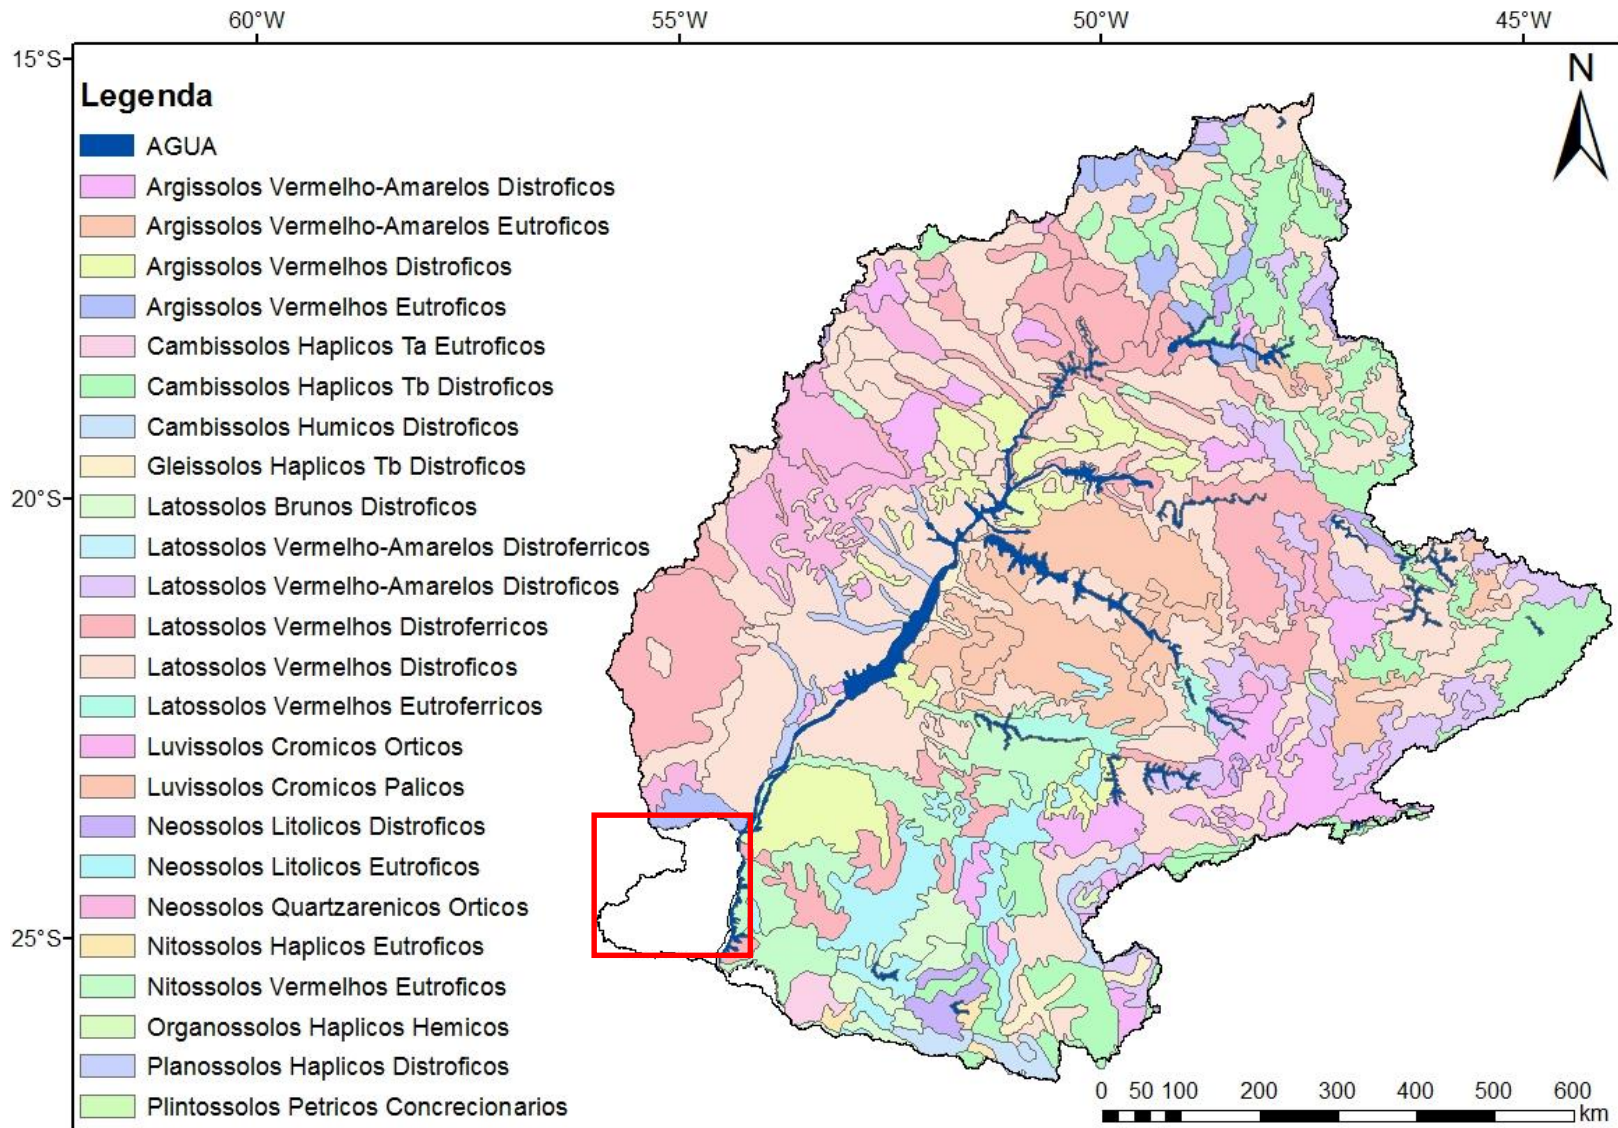 60°W 55°W 50°W 45°W
15°S
N
Legenda
AGUA
Argissolos Vermelho-Amarelos Distroficos
Argissolos Vermelho-Amarelos Eutroficos
Argissolos Vermelhos Distroficos
Argissolos Vermelhos Eutroficos
Cambissolos Haplicos Ta Eutroficos
Cambissolos Haplicos Tb Distroficos
Cambissolos Humicos Distroficos
Gleissolos Haplicos Tb Distroficos
20°S
Latossolos Brunos Distroficos
Latossolos Vermelho-Amarelos Distroferricos
Latossolos Vermelho-Amarelos Distroficos
Latossolos Vermelhos Distroferricos
Latossolos Vermelhos Distroficos
Latossolos Vermelhos Eutroferricos
Luvissolos Cromicos Orticos
Luvissolos Cromicos Palicos
Neossolos Litolicos Distroficos
Neossolos Litolicos Eutroficos
Neossolos Quartzarenicos Orticos
25°S
Nitossolos Haplicos Eutroficos
Nitossolos Vermelhos Eutroficos
Organossolos Haplicos Hemicos
Planossolos Haplicos Distroficos
Plintossolos Petricos Concrecionarios
0 50 100 200 300 400 500 600
km